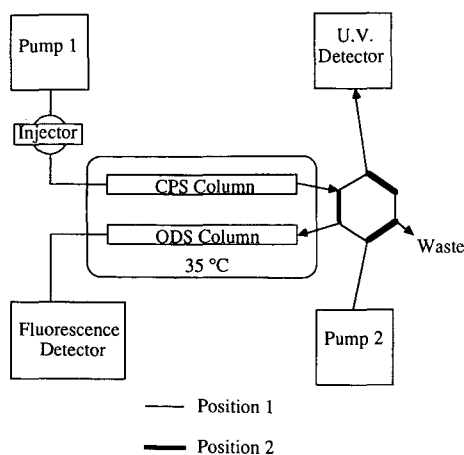 Pump 1
U.V.
Detector
Injector
CPS Column
ODS Column
Waste
35 °C
Fluorescence
Detector
Pump 2
Position 1
Position 2